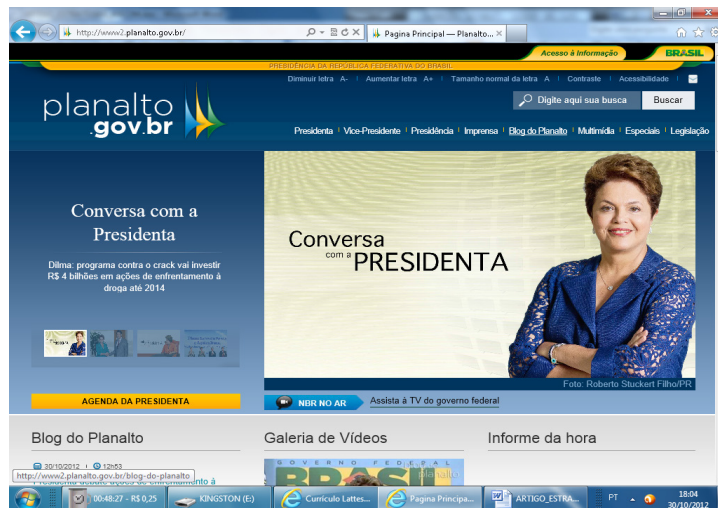 http://www2.planalto.gov.br/
Pagina Principal — Planalto...
Acesso à Informação
BRASIL
PRESIDÊNCIA DA REPÚBLICA FEDERATIVA DO BRASIL
Diminuir letra A- | Aumentar letra A+ | Tamanho normal da letra A | Contraste | Acessibilidade |
planalto
.gov.br
Digite aqui sua busca
Buscar
Presidenta | Vice-Presidente | Presidência | Imprensa | Blog do Planalto | Multimídia | Especiais | Legislação
Conversa com a
Presidenta
Dilma: programa contra o crack vai investir
R$ 4 bilhões em ações de enfrentamento à
droga até 2014
Conversa
com a PRESIDENTA
Foto: Roberto Stuckert Filho/PR
AGENDA DA PRESIDENTA
NBR NO AR
Assista à TV do governo federal
Blog do Planalto
Galeria de Vídeos
Informe da hora
30/10/2012 | 12h53
GOVERNO FEDERAL
BRASIL
planalto
http://www2.planalto.gov.br/blog-do-planalto
00:48:27 - R$ 0,25
KINGSTON (E:)
Currículo Lattes...
Pagina Principa...
ARTIGO_ESTRA...
PT
18:04
30/10/2012